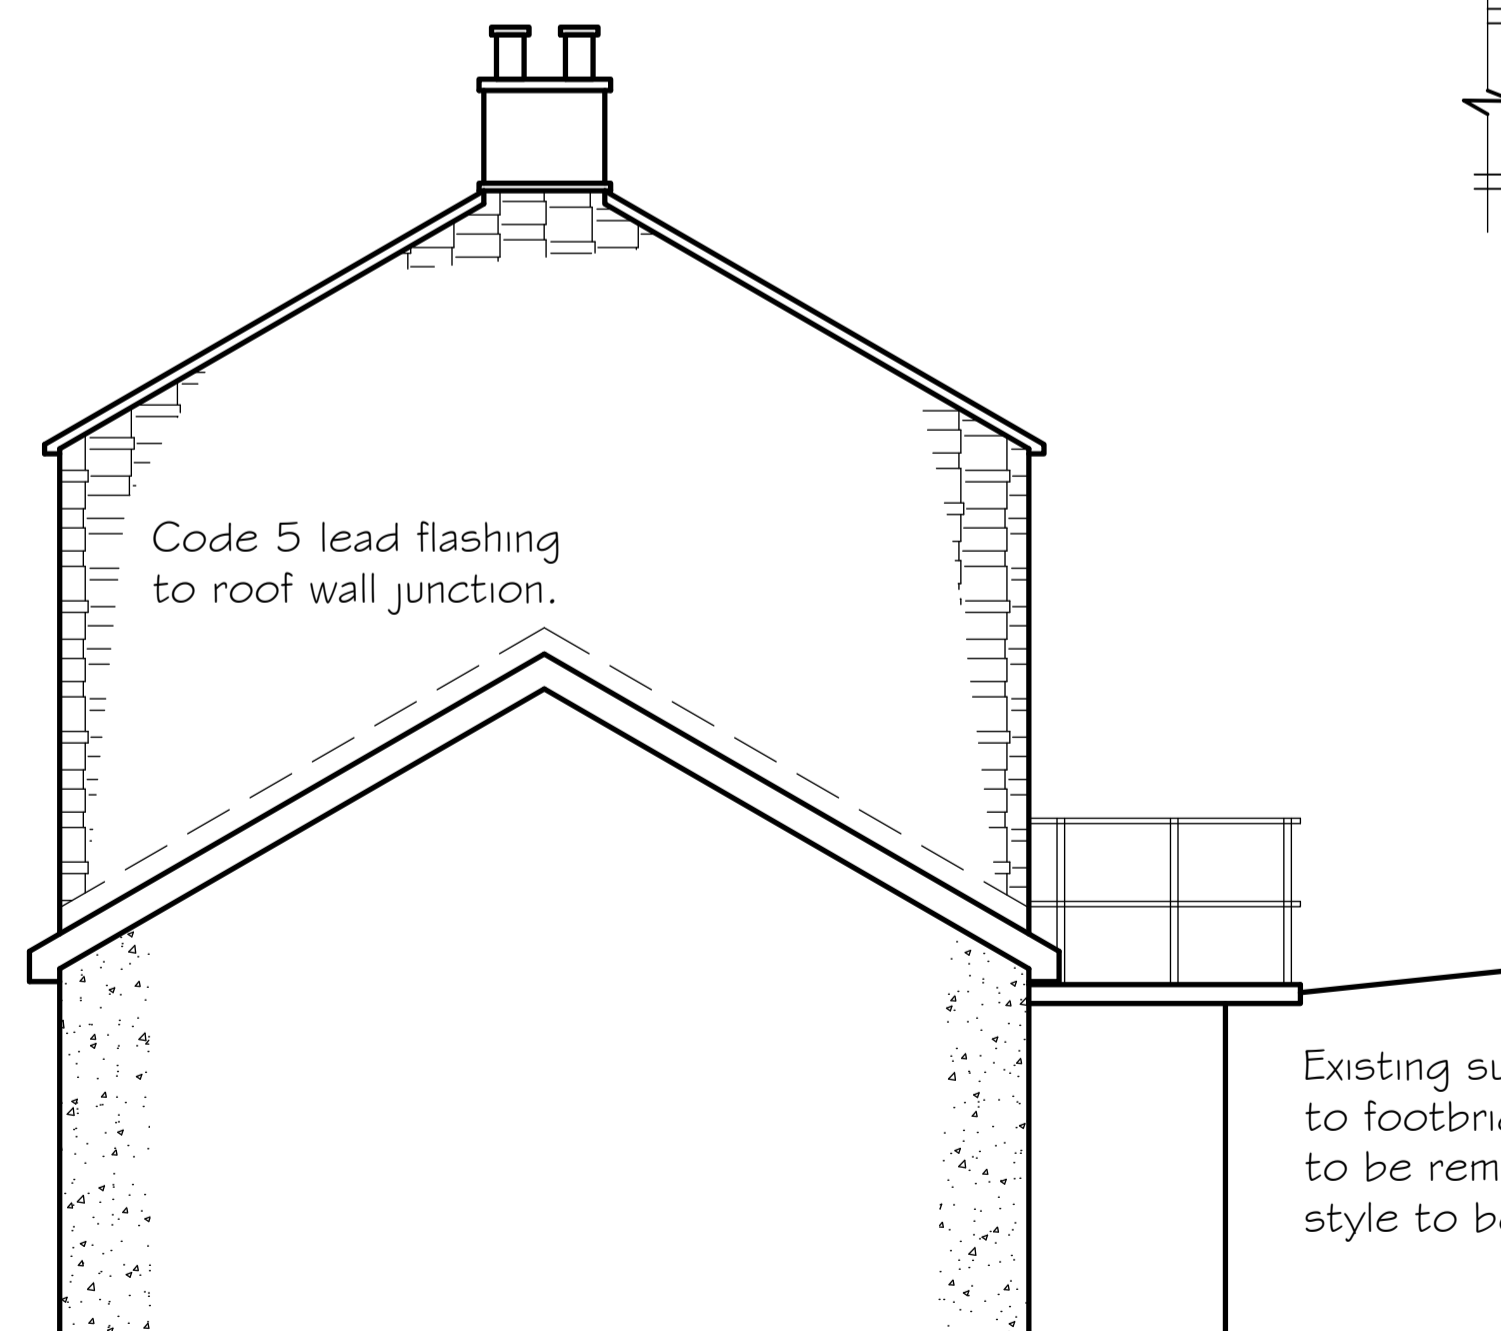 Code 5 lead flashing
to roof wall junction.
Existing
to
to be
style to